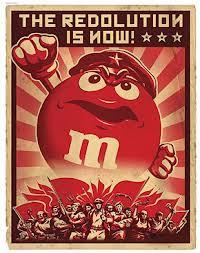 THE REDOLUTION
IS NOW!
m